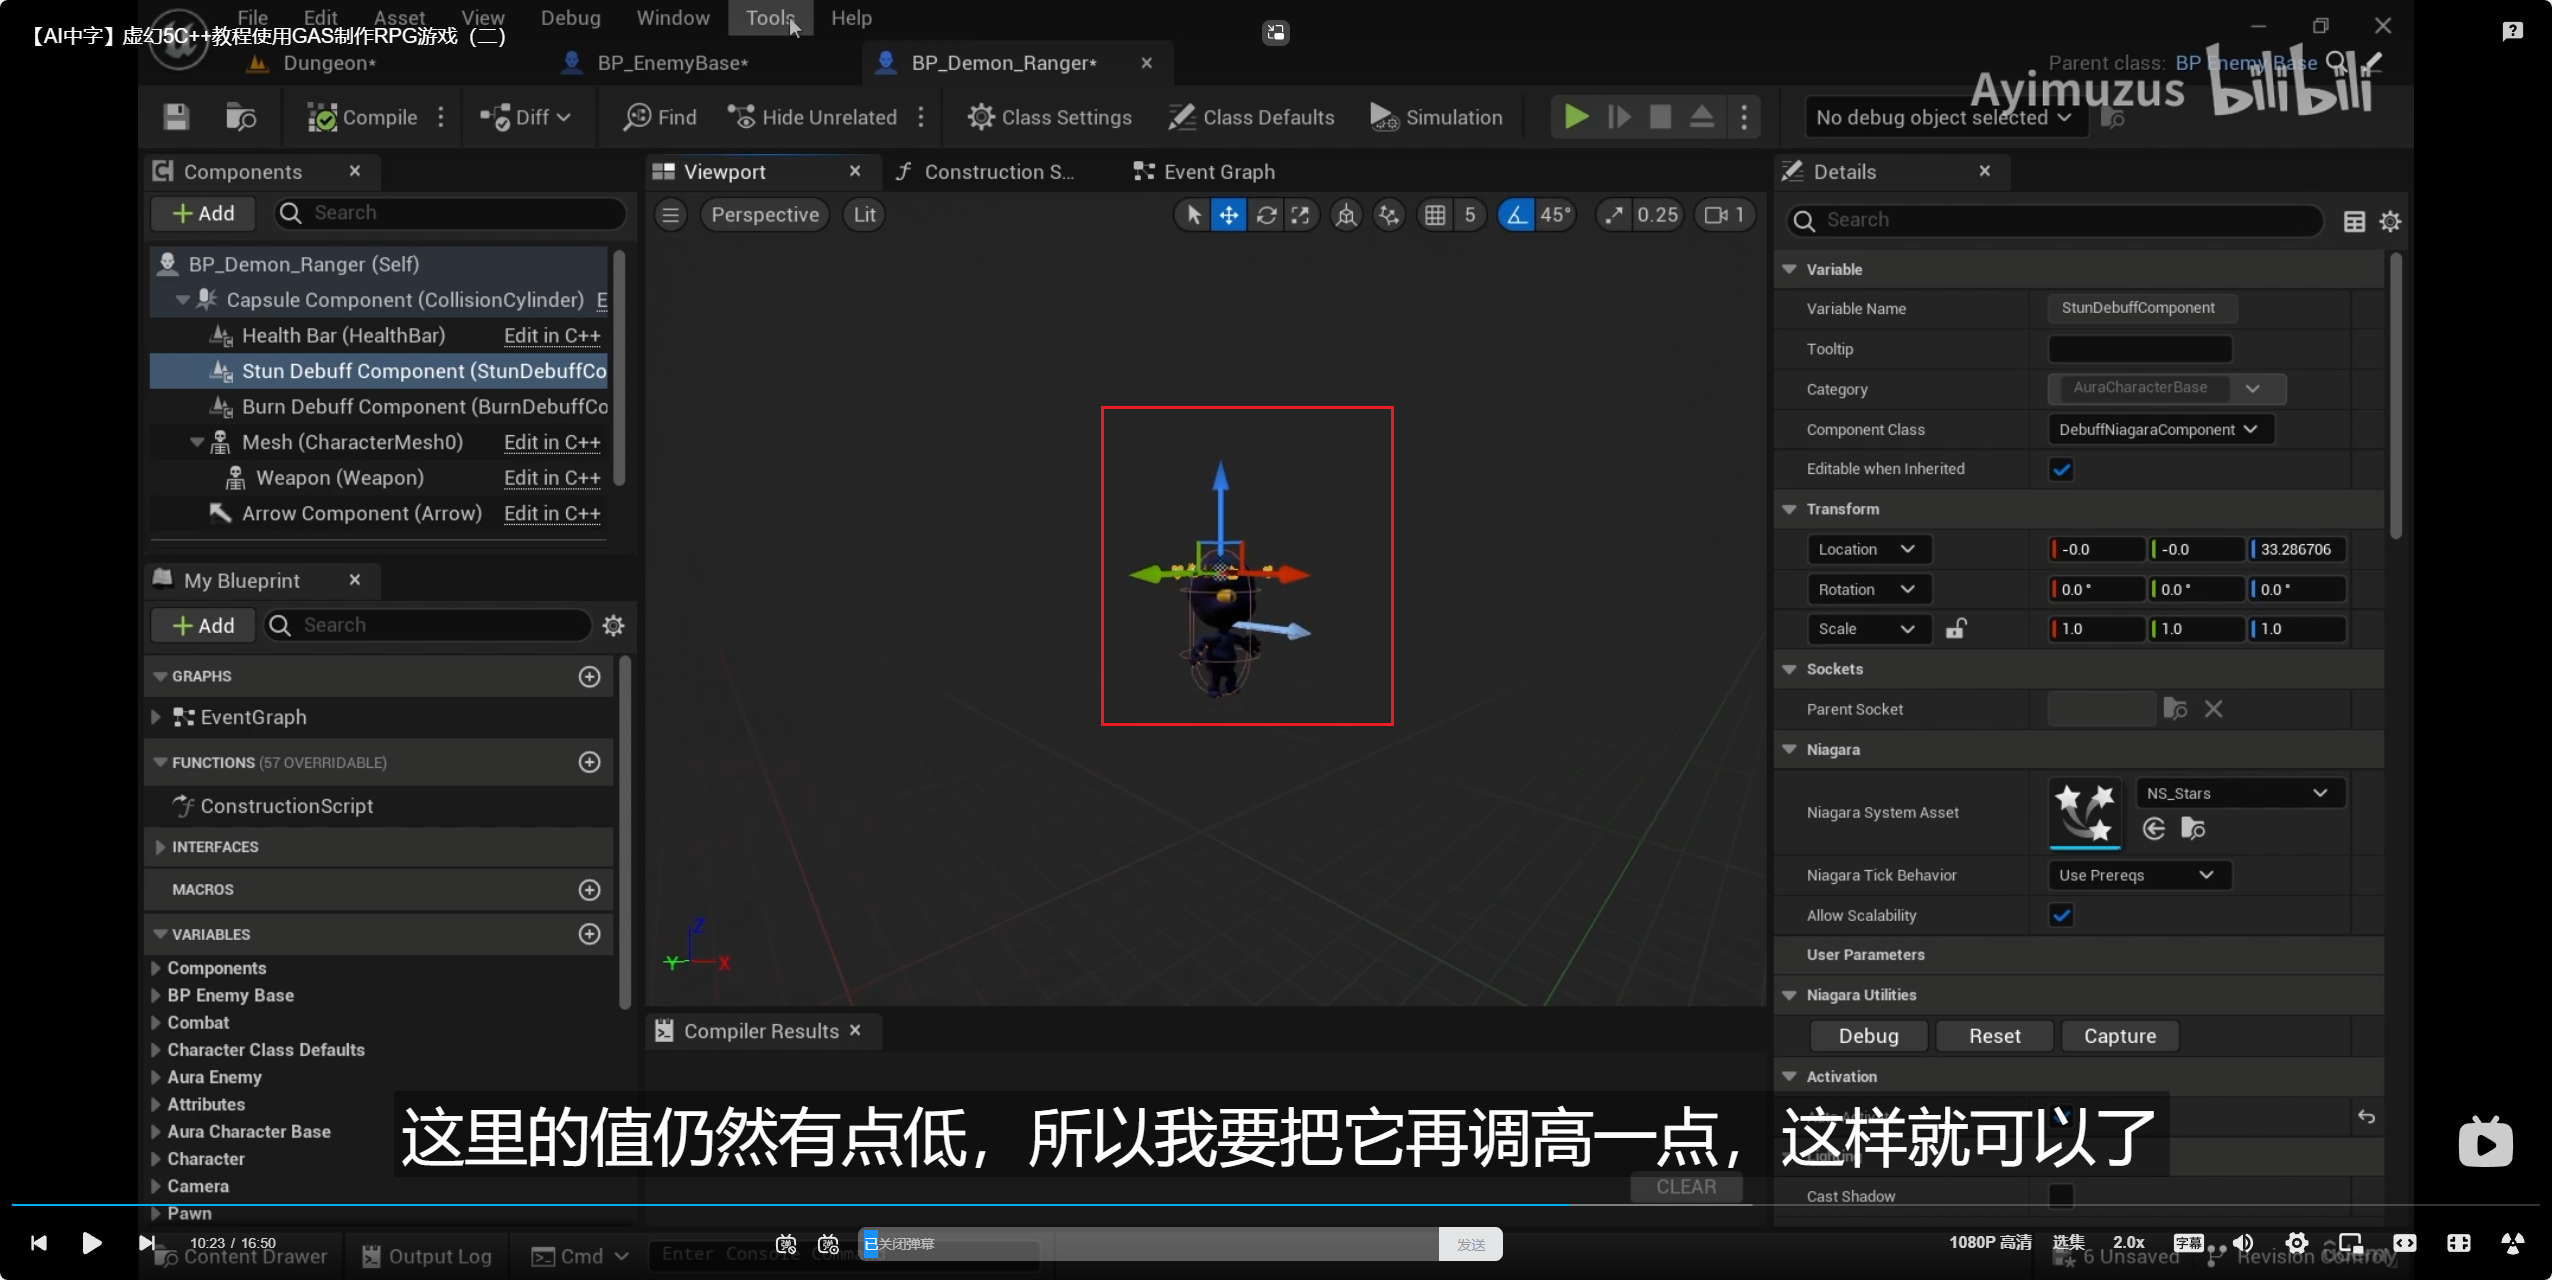 File Edit Asset View Debug Window Tools Help
【AI中字】虚幻5C++教程使用GAS制作RPG游戏（二）
Dungeon* BP_EnemyBase* BP_Demon_Ranger*
Parent class: BP Enemy Base
Ayimuzus bilibili
Compile Diff Find Hide Unrelated Class Settings Class Defaults Simulation No debug object selected
Components Viewport Construction S... Event Graph Details
Add Search Perspective Lit 5 45° 0.25 1 Search
BP_Demon_Ranger (Self)
Capsule Component (CollisionCylinder) E
Health Bar (HealthBar) Edit in C++
Stun Debuff Component (StunDebuffCo
Burn Debuff Component (BurnDebuffCo
Mesh (CharacterMesh0) Edit in C++
Weapon (Weapon) Edit in C++
Arrow Component (Arrow) Edit in C++
My Blueprint
Add Search
GRAPHS
EventGraph
FUNCTIONS (57 OVERRIDABLE)
ConstructionScript
INTERFACES
MACROS
VARIABLES
Components
BP Enemy Base
Combat
Character Class Defaults
Aura Enemy
Attributes
Aura Character Base
Character
Camera
Pawn
Z
Y X
Compiler Results
CLEAR
Variable
Variable Name StunDebuffComponent
Tooltip
Category AuraCharacterBase
Component Class DebuffNiagaraComponent
Editable when Inherited
Transform
Location -0.0 -0.0 33.286706
Rotation 0.0 ° 0.0 ° 0.0 °
Scale 1.0 1.0 1.0
Sockets
Parent Socket
Niagara
Niagara System Asset NS_Stars
Niagara Tick Behavior Use Prereqs
Allow Scalability
User Parameters
Niagara Utilities
Debug Reset Capture
Activation
Cast Shadow
这里的值仍然有点低，所以我要把它再调高一点，这样就可以了
10:23 / 16:50 已关闭弹幕 发送 1080P 高清 选集 2.0x 字幕
Content Drawer Output Log Cmd Enter Console Comm 6 Unsaved Revision Control